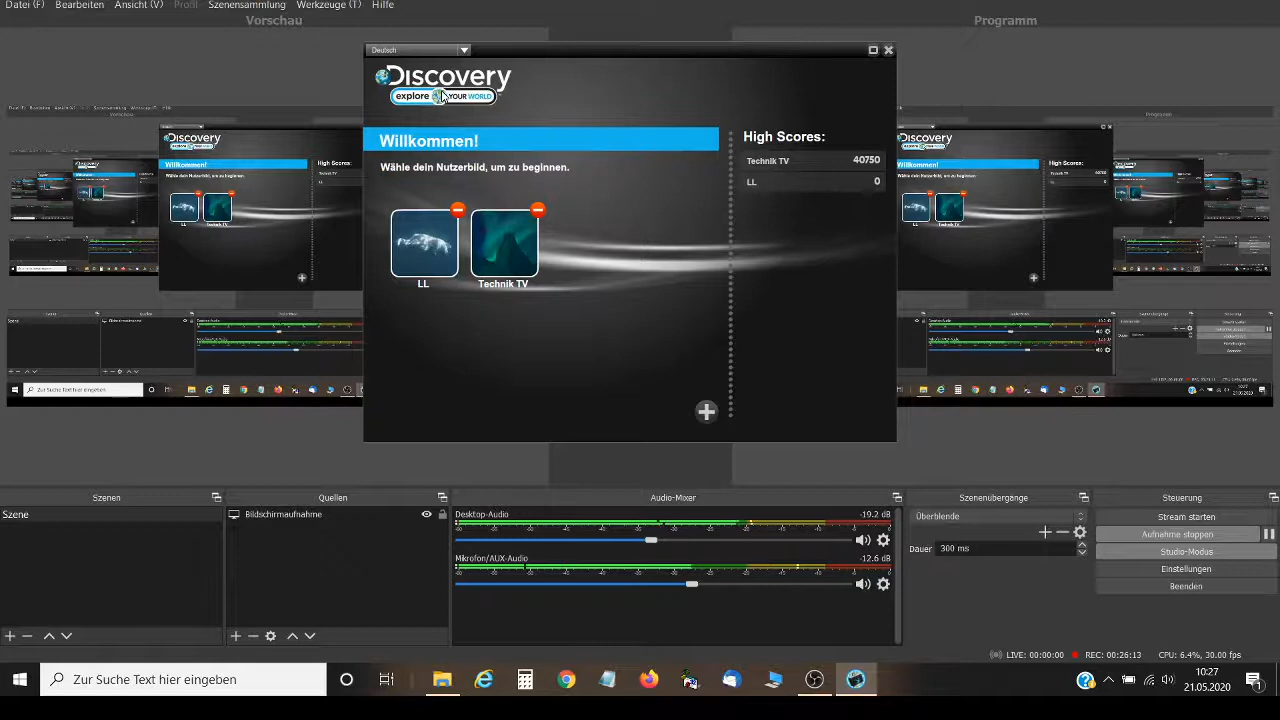 Datei (F) Bearbeiten Ansicht (V) Profil Szenensammlung Werkzeuge (T) Hilfe
Vorschau
Programm
Deutsch
Discovery
explore YOUR WORLD
Willkommen!
Wähle dein Nutzerbild, um zu beginnen.
LL
Technik TV
High Scores:
Technik TV 40750
LL 0
Szenen
Quellen
Audio-Mixer
Szenenübergänge
Steuerung
Szene
Bildschirmaufnahme
Desktop-Audio -19.2 dB
Mikrofon/AUX-Audio -12.6 dB
Überblende
Dauer 300 ms
Stream starten
Aufnahme stoppen
Studio-Modus
Einstellungen
Beenden
LIVE: 00:00:00 REC: 00:26:13 CPU: 6.4%, 30.00 fps
Zur Suche Text hier eingeben
10:27
21.05.2020